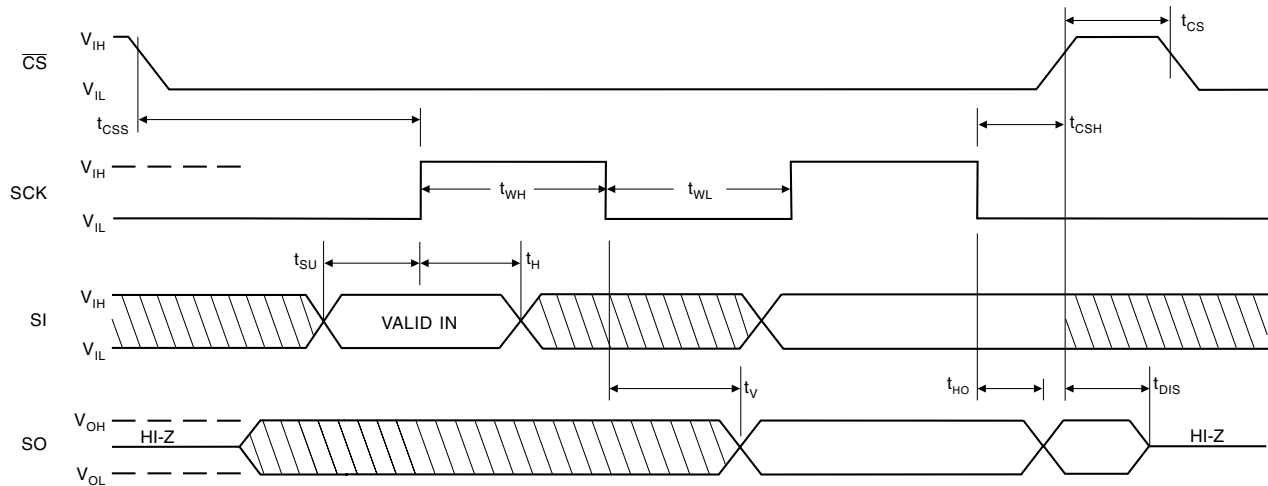 V_IH
t_CS
C̅S̅
V_IL
t_CSS
t_CSH
V_IH
t_WH
t_WL
SCK
V_IL
t_SU
t_H
V_IH
SI
VALID IN
V_IL
t_V
t_HO
t_DIS
V_OH
SO
HI-Z
HI-Z
V_OL